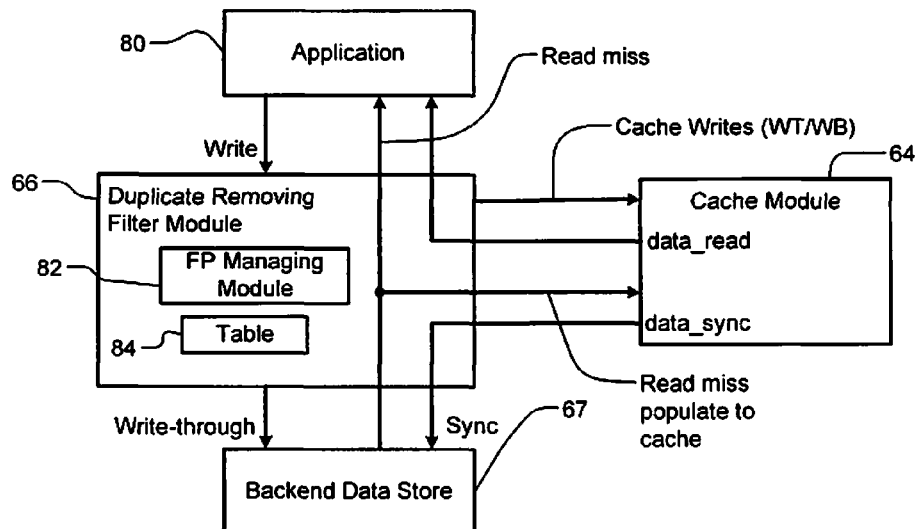 80
Application
Read miss
Write
Cache Writes (WT/WB)
64
66
Duplicate Removing
Filter Module
Cache Module
data_read
82
FP Managing
Module
data_sync
84
Table
Read miss
populate to
cache
Write-through
Sync
67
Backend Data Store